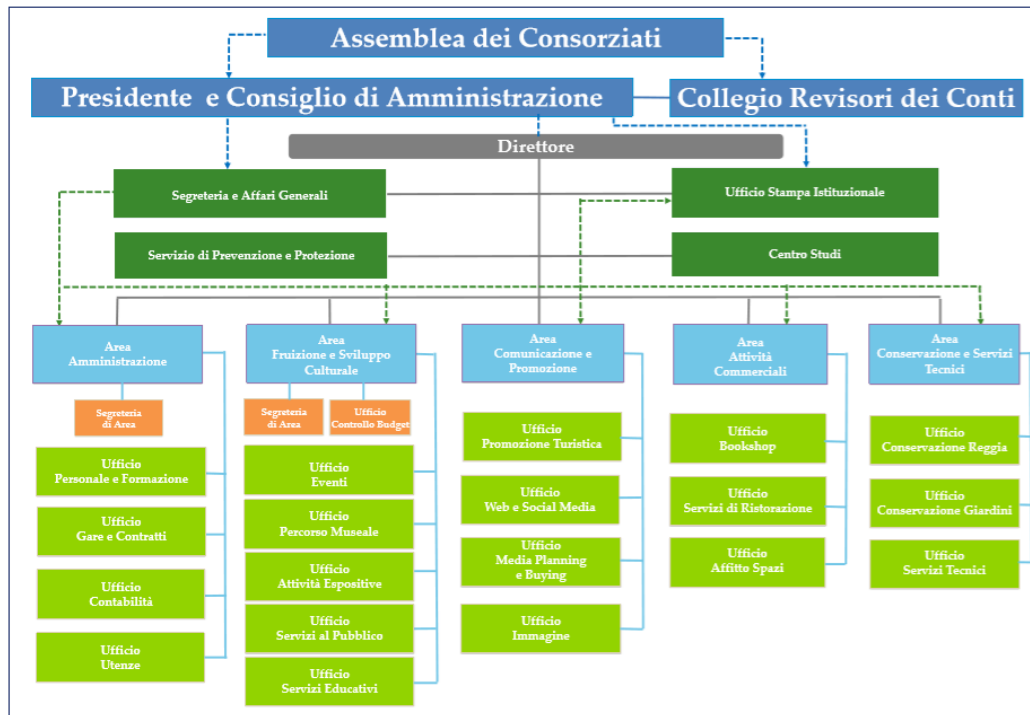 Assemblea dei Consorziati
Presidente e Consiglio di Amministrazione
Collegio Revisori dei Conti
Direttore
Segreteria e Affari Generali
Ufficio Stampa Istituzionale
Servizio di Prevenzione e Protezione
Centro Studi
Area
Amministrazione
Area
Fruizione e Sviluppo
Culturale
Area
Comunicazione e
Promozione
Area
Attività
Commerciali
Area
Conservazione e Servizi
Tecnici
Segreteria
di Area
Segreteria
di Area
Ufficio
Controllo Budget
Ufficio
Personale e Formazione
Ufficio
Gare e Contratti
Ufficio
Contabilità
Ufficio
Utenze
Ufficio
Eventi
Ufficio
Percorso Museale
Ufficio
Attività Espositive
Ufficio
Servizi al Pubblico
Ufficio
Servizi Educativi
Ufficio
Promozione Turistica
Ufficio
Web e Social Media
Ufficio
Media Planning
e Buying
Ufficio
Immagine
Ufficio
Bookshop
Ufficio
Servizi di Ristorazione
Ufficio
Affitto Spazi
Ufficio
Conservazione Reggia
Ufficio
Conservazione Giardini
Ufficio
Servizi Tecnici